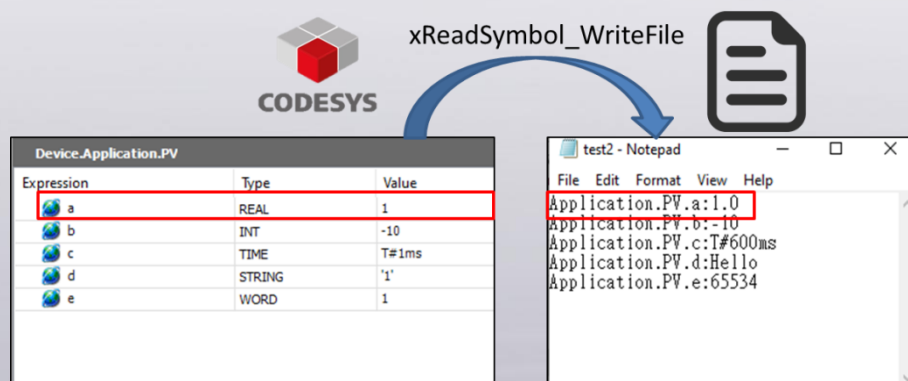 xReadSymbol_WriteFile
CODESYS
Device.Application.PV
Expression Type Value
a REAL 1
b INT -10
c TIME T#1ms
d STRING '1'
e WORD 1
test2 - Notepad
File Edit Format View Help
Application.PV.a:1.0
Application.PV.b:-10
Application.PV.c:T#600ms
Application.PV.d:Hello
Application.PV.e:65534